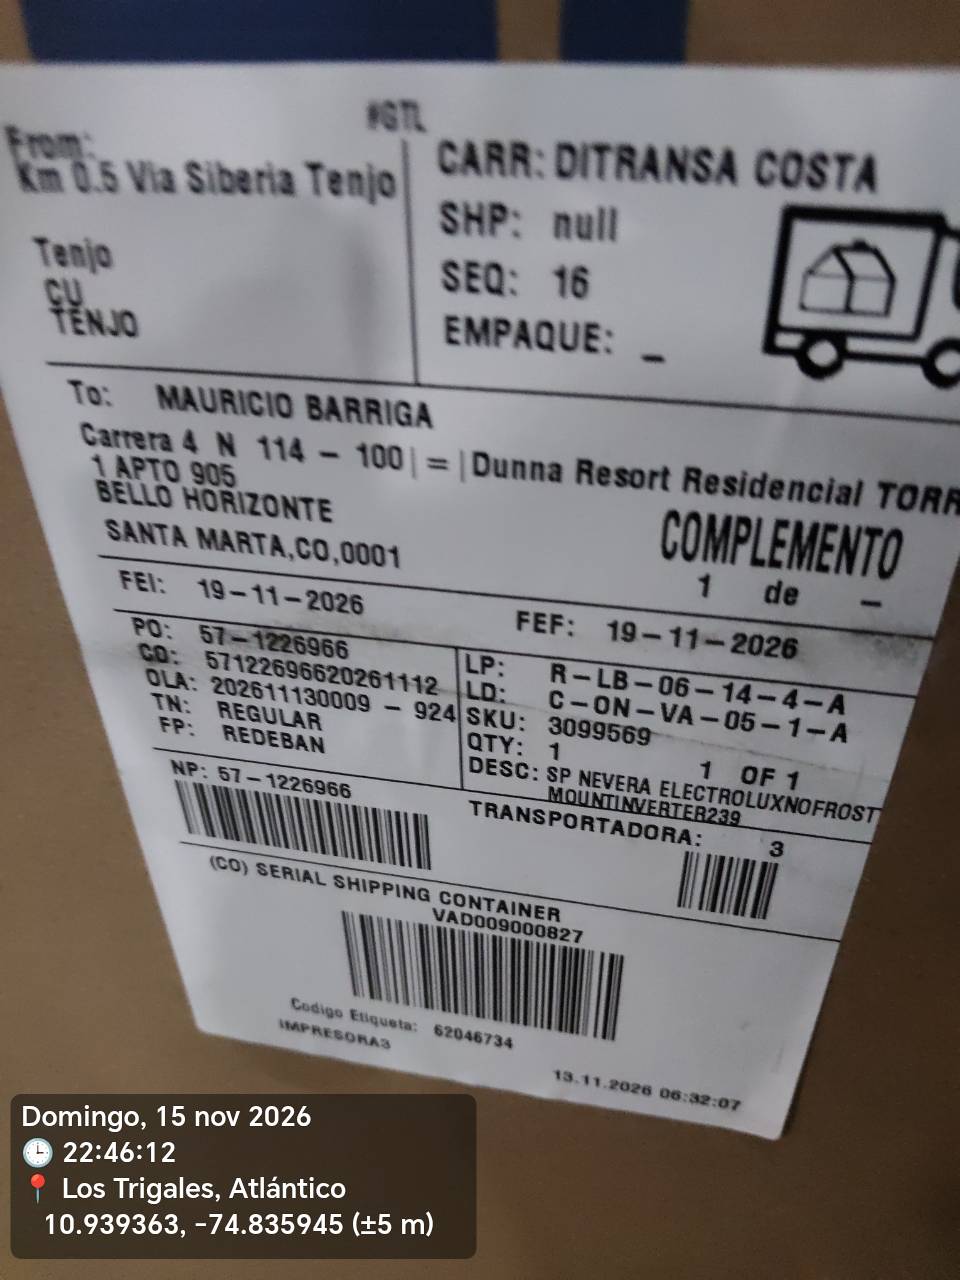 #GTL
From:
Km 0.5 Via Siberia Tenjo
Tenjo
CU
TENJO
CARR: DITRANSA COSTA
SHP: null
SEQ: 16
EMPAQUE: _
To: MAURICIO BARRIGA
Carrera 4 N 114 - 100|=|Dunna Resort Residencial TORR
1 APTO 905
BELLO HORIZONTE
SANTA MARTA,CO,0001
COMPLEMENTO
1 de _
FEI: 19-11-2026
FEF: 19-11-2026
PO: 57-1226966
CO: 57122696620261112
OLA: 202611130009 - 924
TN: REGULAR
FP: REDEBAN
LP: R-LB-06-14-4-A
LD: C-ON-VA-05-1-A
SKU: 3099569
QTY: 1 1 OF 1
DESC: SP NEVERA ELECTROLUXNOFROST
MOUNTINVERTER239
NP: 57-1226966
TRANSPORTADORA: 3
(CO) SERIAL SHIPPING CONTAINER
VAD009000827
Codigo Etiqueta: 62046734
IMPRESORA3
13.11.2026 06:32:07
Domingo, 15 nov 2026
22:46:12
Los Trigales, Atlántico
10.939363, -74.835945 (±5 m)